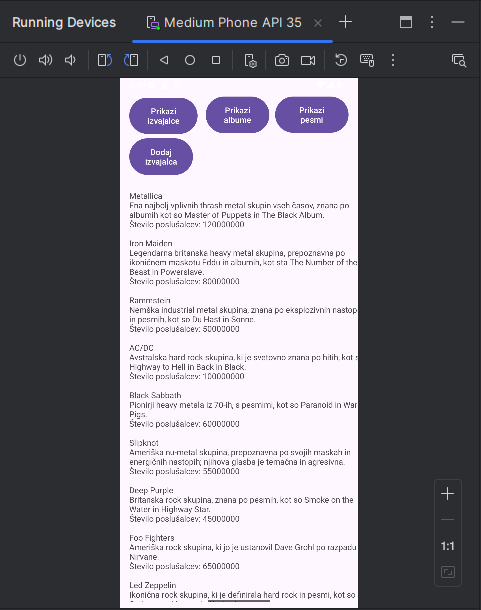 Running Devices
Medium Phone API 35
Prikazi
izvajalce
Prikazi
albume
Prikazi
pesmi
Dodaj
izvajalca
Metallica
Ena najbolj vplivnih thrash metal skupin vseh časov, znana po
albumih kot so Master of Puppets in The Black Album.
Število poslušalcev: 120000000
Iron Maiden
Legendarna britanska heavy metal skupina, prepoznavna po
ikoničnem maskotu Eddu in albumih, kot sta The Number of the
Beast in Powerslave.
Število poslušalcev: 80000000
Rammstein
Nemška industrial metal skupina, znana po eksplozivnih nastop
in pesmih, kot so Du Hast in Sonne.
Število poslušalcev: 50000000
AC/DC
Avstralska hard rock skupina, ki je svetovno znana po hitih, kot s
Highway to Hell in Back in Black.
Število poslušalcev: 100000000
Black Sabbath
Pionirji heavy metala iz 70-ih, s pesmimi, kot so Paranoid in War
Pigs.
Število poslušalcev: 60000000
Slipknot
Ameriška nu-metal skupina, prepoznavna po svojih maskah in
energičnih nastopih; njihova glasba je temačna in agresivna.
Število poslušalcev: 55000000
Deep Purple
Britanska rock skupina, znana po pesmih, kot so Smoke on the
Water in Highway Star.
Število poslušalcev: 45000000
Foo Fighters
Ameriška rock skupina, ki jo je ustanovil Dave Grohl po razpadu
Nirvane.
Število poslušalcev: 65000000
Led Zeppelin
Ikonična rock skupina, ki je definirala hard rock in pesmi, kot so
1:1